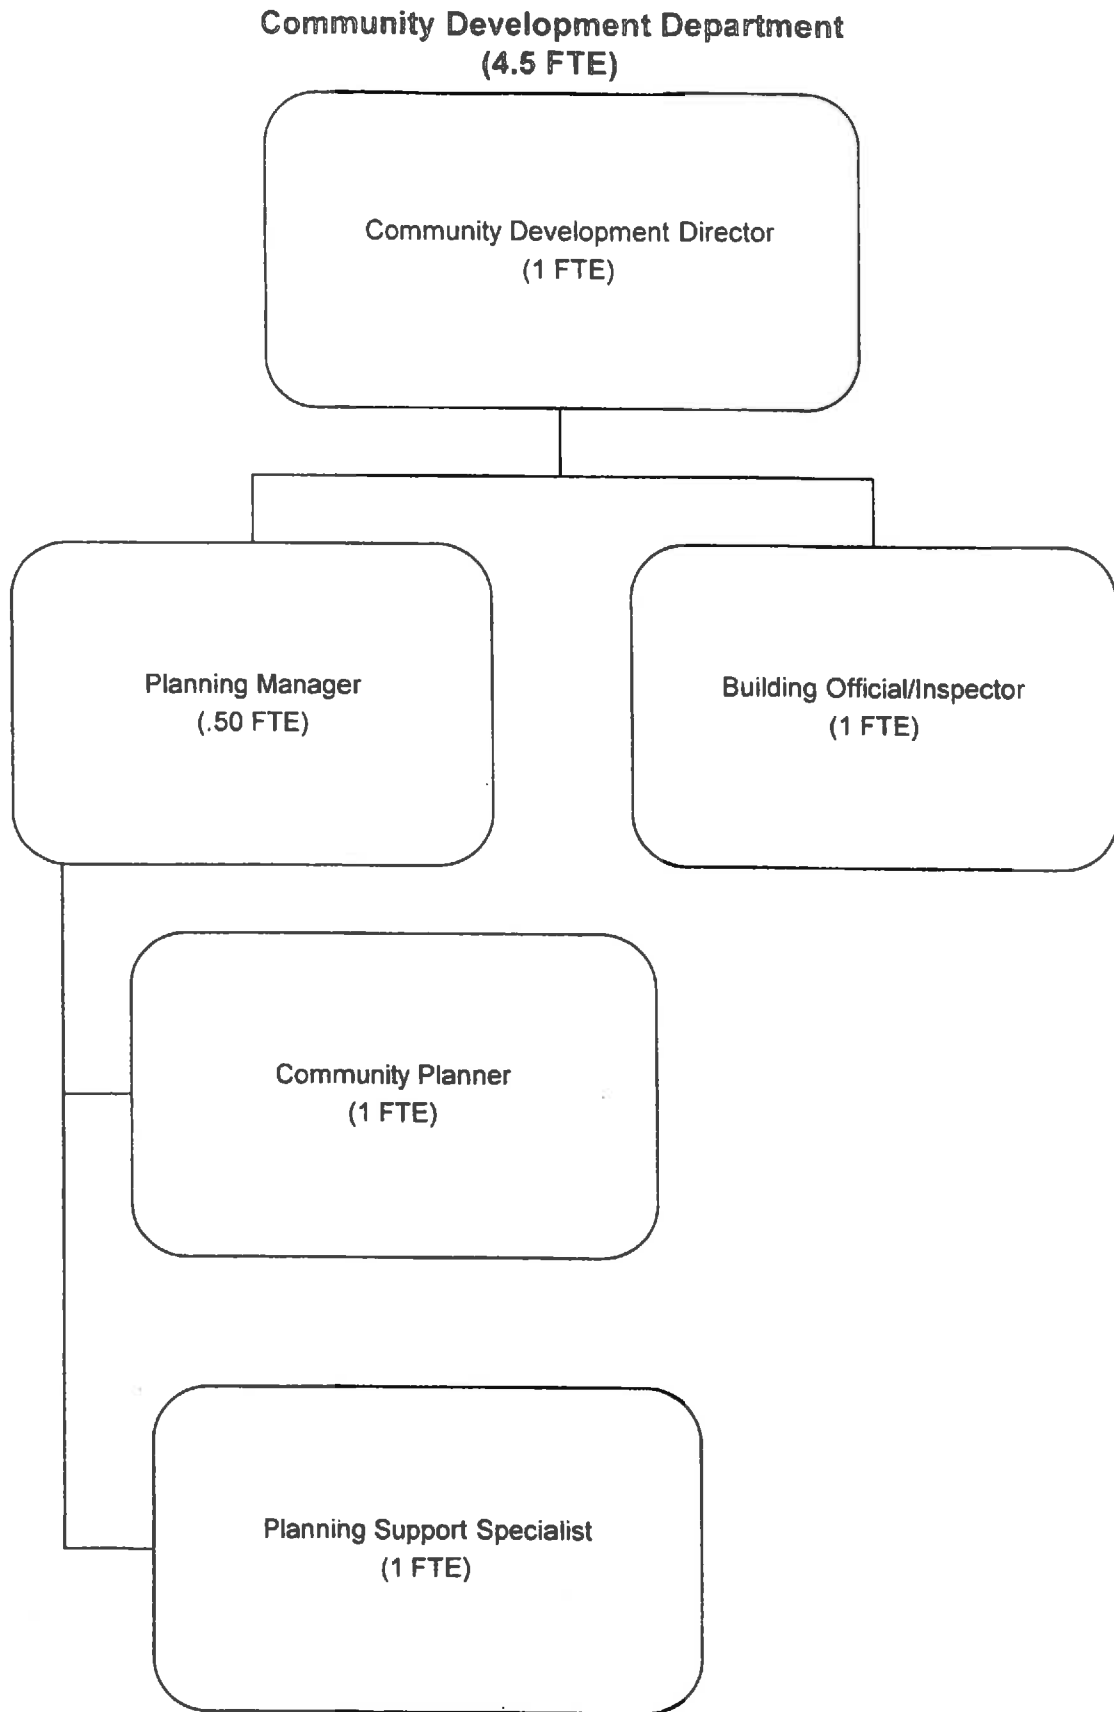 Community Development Department
(4.5 FTE)
Community Development Director
(1 FTE)
Planning Manager
(.50 FTE)
Building Official/Inspector
(1 FTE)
Community Planner
(1 FTE)
Planning Support Specialist
(1 FTE)